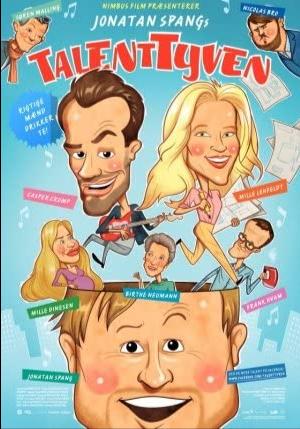 NIMBUS FILM PRÆSENTERER
JONATAN SPANGs
TALENTTYVEN
SØREN MALLING
NICOLAS BRO
RIGTIGE
MÆND
DRIKKER
TE!
CASPER CRUMP
MILLE LEHFELDT
MILLE DINESEN
BIRTHE NEUMANN
FRANK HVAM
JONATAN SPANG